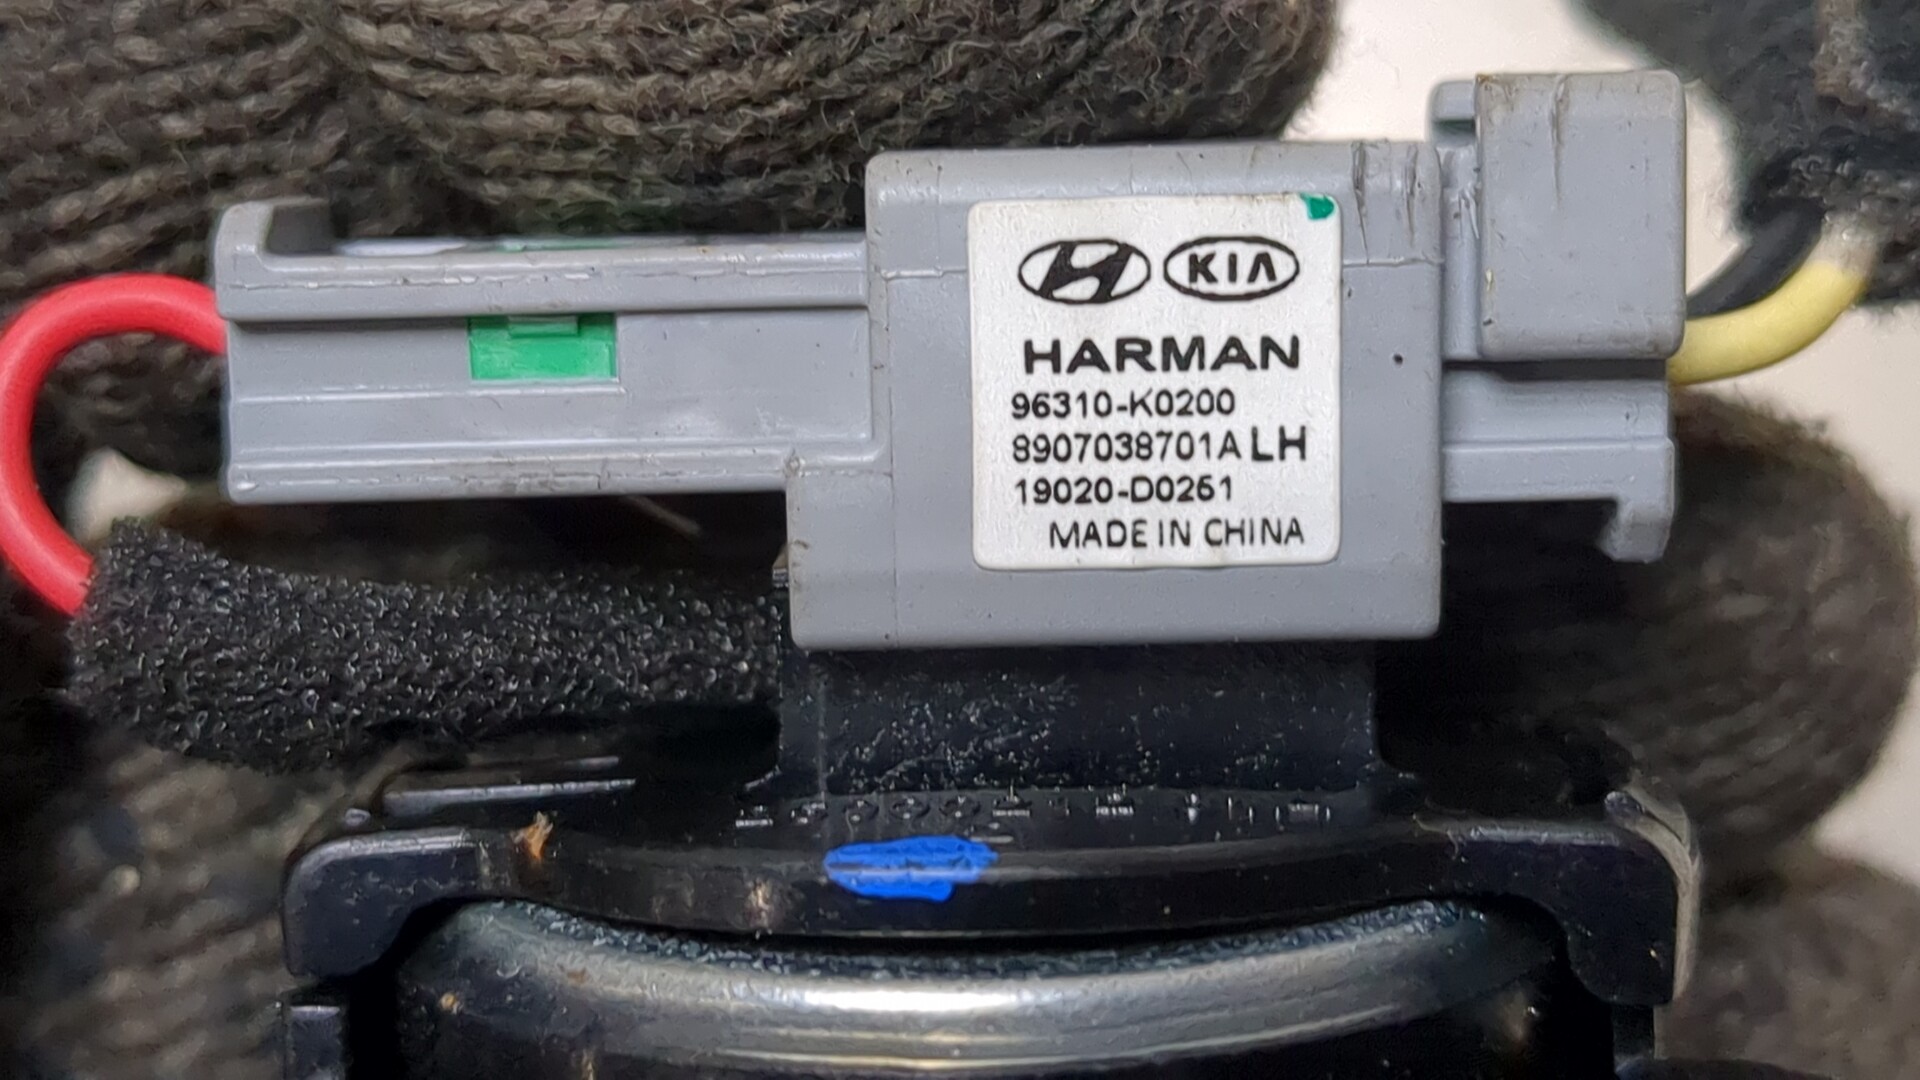 KIA
HARMAN
96310-K0200
8907038701A LH
19020-D0261
MADE IN CHINA